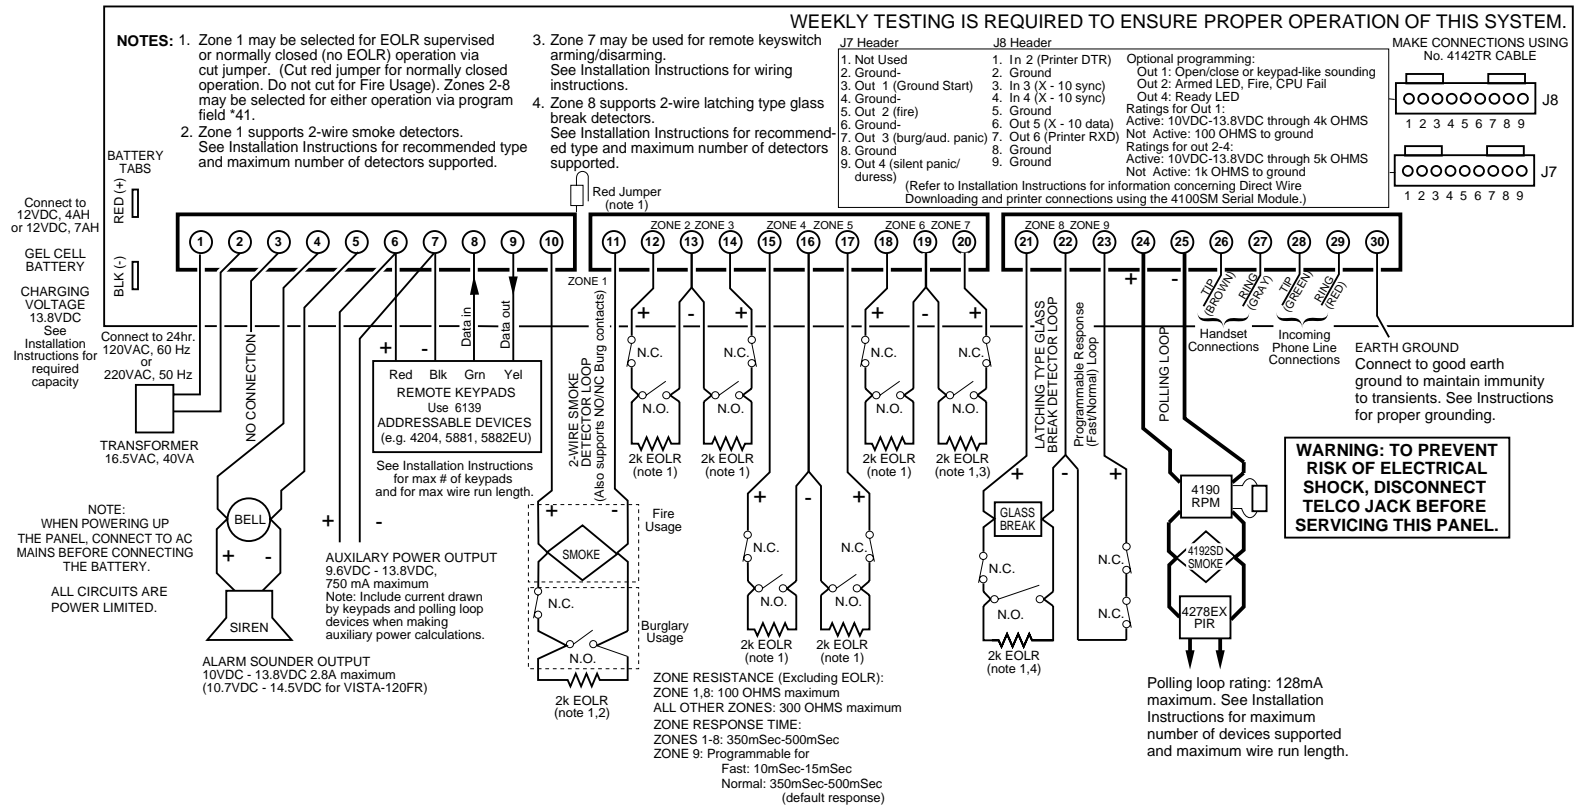 WEEKLY TESTING IS REQUIRED TO ENSURE PROPER OPERATION OF THIS SYSTEM.
NOTES: 1. Zone 1 may be selected for EOLR supervised
or normally closed (no EOLR) operation via
cut jumper. (Cut red jumper for normally closed
operation. Do not cut for Fire Usage). Zones 2-8
may be selected for either operation via program
field *41.
2. Zone 1 supports 2-wire smoke detectors.
See Installation Instructions for recommended type
and maximum number of detectors supported.
3. Zone 7 may be used for remote keyswitch
arming/disarming.
See Installation Instructions for wiring
instructions.
4. Zone 8 supports 2-wire latching type glass
break detectors.
See Installation Instructions for recommend-
ed type and maximum number of detectors
supported.
J7 Header
1. Not Used
2. Ground-
3. Out 1 (Ground Start)
4. Ground-
5. Out 2 (fire)
6. Ground-
7. Out 3 (burg/aud. panic)
8. Ground
9. Out 4 (silent panic/
duress)
J8 Header
1. In 2 (Printer DTR)
2. Ground
3. In 3 (X - 10 sync)
4. In 4 (X - 10 sync)
5. Ground
6. Out 5 (X - 10 data)
7. Out 6 (Printer RXD)
8. Ground
9. Ground
Optional programming:
Out 1: Open/close or keypad-like sounding
Out 2: Armed LED, Fire, CPU Fail
Out 4: Ready LED
Ratings for Out 1:
Active: 10VDC-13.8VDC through 4k OHMS
Not Active: 100 OHMS to ground
Ratings for out 2-4:
Active: 10VDC-13.8VDC through 5k OHMS
Not Active: 1k OHMS to ground
(Refer to Installation Instructions for information concerning Direct Wire
Downloading and printer connections using the 4100SM Serial Module.)
MAKE CONNECTIONS USING
No. 4142TR CABLE
J8
1 2 3 4 5 6 7 8 9
J7
1 2 3 4 5 6 7 8 9
BATTERY
TABS
RED (+)
BLK (-)
Connect to
12VDC, 4AH
or 12VDC, 7AH
GEL CELL
BATTERY
CHARGING
VOLTAGE
13.8VDC
See
Installation
Instructions for
required
capacity
Red Jumper
(note 1)
1 2 3 4 5 6 7 8 9 10
ZONE 1
ZONE 2 ZONE 3 ZONE 4 ZONE 5 ZONE 6 ZONE 7
11 12 13 14 15 16 17 18 19 20
ZONE 8 ZONE 9
21 22 23 24 25 26 27 28 29 30
+ -
TIP
(BROWN)
RING
(GRAY)
TIP
(GREEN)
RING
(RED)
Handset
Connections
Incoming
Phone Line
Connections
EARTH GROUND
Connect to good earth
ground to maintain immunity
to transients. See Instructions
for proper grounding.
Connect to 24hr.
120VAC, 60 Hz
or
220VAC, 50 Hz
TRANSFORMER
16.5VAC, 40VA
NO CONNECTION
Data in
Data out
+ -
Red Blk Grn Yel
REMOTE KEYPADS
Use 6139
ADDRESSABLE DEVICES
(e.g. 4204, 5881, 5882EU)
See Installation Instructions
for max # of keypads
and for max wire run length.
NOTE:
WHEN POWERING UP
THE PANEL, CONNECT TO AC
MAINS BEFORE CONNECTING
THE BATTERY.
ALL CIRCUITS ARE
POWER LIMITED.
BELL
+ -
SIREN
ALARM SOUNDER OUTPUT
10VDC - 13.8VDC 2.8A maximum
(10.7VDC - 14.5VDC for VISTA-120FR)
+ -
AUXILARY POWER OUTPUT
9.6VDC - 13.8VDC,
750 mA maximum
Note: Include current drawn
by keypads and polling loop
devices when making
auxiliary power calculations.
2-WIRE SMOKE
DETECTOR LOOP
(Also supports NO/NC Burg contacts)
+ -
Fire
Usage
SMOKE
N.C.
N.O.
Burglary
Usage
2k EOLR
(note 1,2)
+ - +
N.C. N.C.
N.O. N.O.
2k EOLR
(note 1)
2k EOLR
(note 1)
+ - +
N.C. N.C.
N.O. N.O.
2k EOLR
(note 1)
2k EOLR
(note 1)
+ - +
N.C. N.C.
N.O. N.O.
2k EOLR
(note 1)
2k EOLR
(note 1,3)
ZONE RESISTANCE (Excluding EOLR):
ZONE 1,8: 100 OHMS maximum
ALL OTHER ZONES: 300 OHMS maximum
ZONE RESPONSE TIME:
ZONES 1-8: 350mSec-500mSec
ZONE 9: Programmable for
Fast: 10mSec-15mSec
Normal: 350mSec-500mSec
(default response)
LATCHING TYPE GLASS
BREAK DETECTOR LOOP
Programmable Response
(Fast/Normal) Loop
+ - +
GLASS
BREAK
N.C.
N.O.
N.C.
N.C.
2k EOLR
(note 1,4)
POLLING LOOP
4190
RPM
4192SD
SMOKE
4278EX
PIR
Polling loop rating: 128mA
maximum. See Installation
Instructions for maximum
number of devices supported
and maximum wire run length.
WARNING: TO PREVENT
RISK OF ELECTRICAL
SHOCK, DISCONNECT
TELCO JACK BEFORE
SERVICING THIS PANEL.